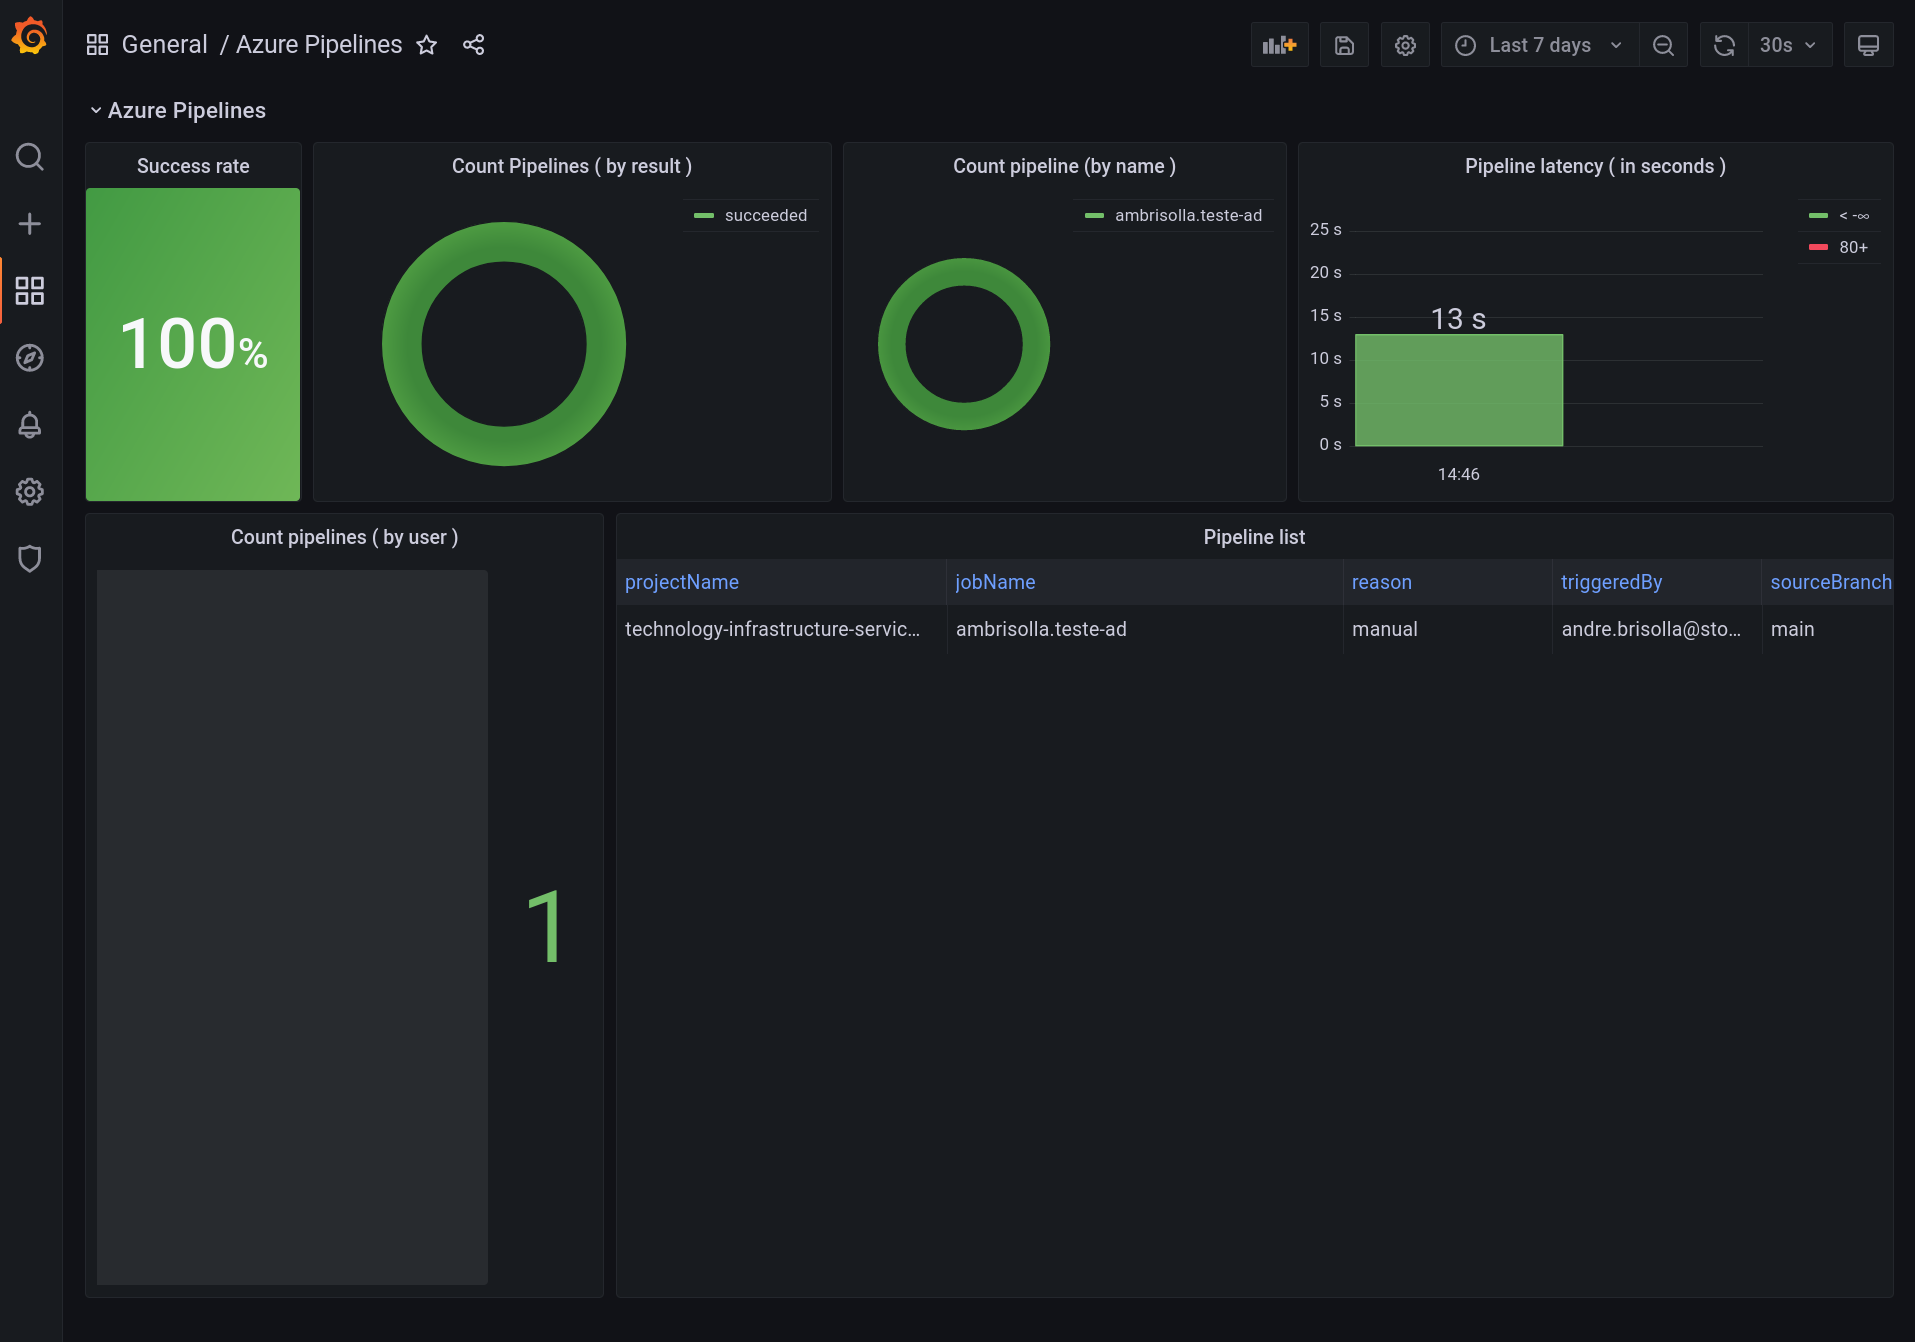 General / Azure Pipelines
Last 7 days
30s
Azure Pipelines
Success rate
100%
Count Pipelines ( by result )
succeeded
Count pipeline (by name )
ambrisolla.teste-ad
Pipeline latency ( in seconds )
< -∞
80+
25 s
20 s
15 s
10 s
5 s
0 s
13 s
14:46
Count pipelines ( by user )
1
Pipeline list
projectName jobName reason triggeredBy sourceBranch
technology-infrastructure-servic... ambrisolla.teste-ad manual andre.brisolla@sto... main